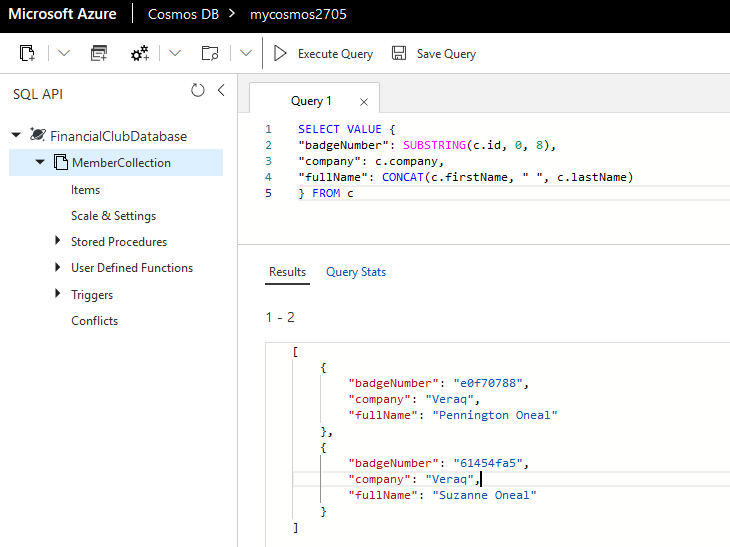 Microsoft Azure Cosmos DB > mycosmos2705
Execute Query Save Query
SQL API
FinancialClubDatabase
MemberCollection
Items
Scale & Settings
Stored Procedures
User Defined Functions
Triggers
Conflicts
Query 1
1 SELECT VALUE {
2 "badgeNumber": SUBSTRING(c.id, 0, 8),
3 "company": c.company,
4 "fullName": CONCAT(c.firstName, " ", c.lastName)
5 } FROM c
Results Query Stats
1 - 2
[
{
"badgeNumber": "e0f70788",
"company": "Veraq",
"fullName": "Pennington Oneal"
},
{
"badgeNumber": "61454fa5",
"company": "Veraq",
"fullName": "Suzanne Oneal"
}
]